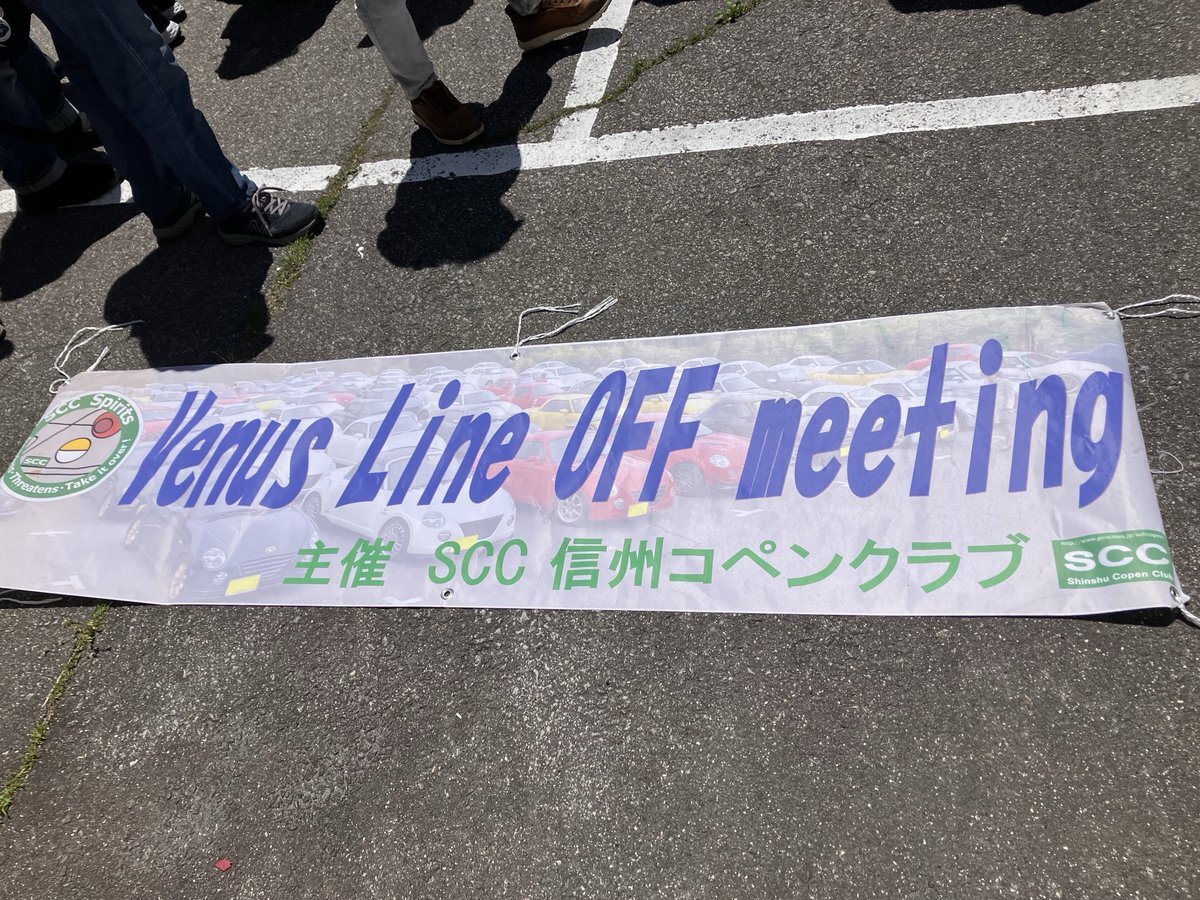 SCC Spirits
SCC
Threatens・Take it over!
Venus Line OFF meeting
主催 SCC 信州コペンクラブ
SCC
Shinshu Copen Club